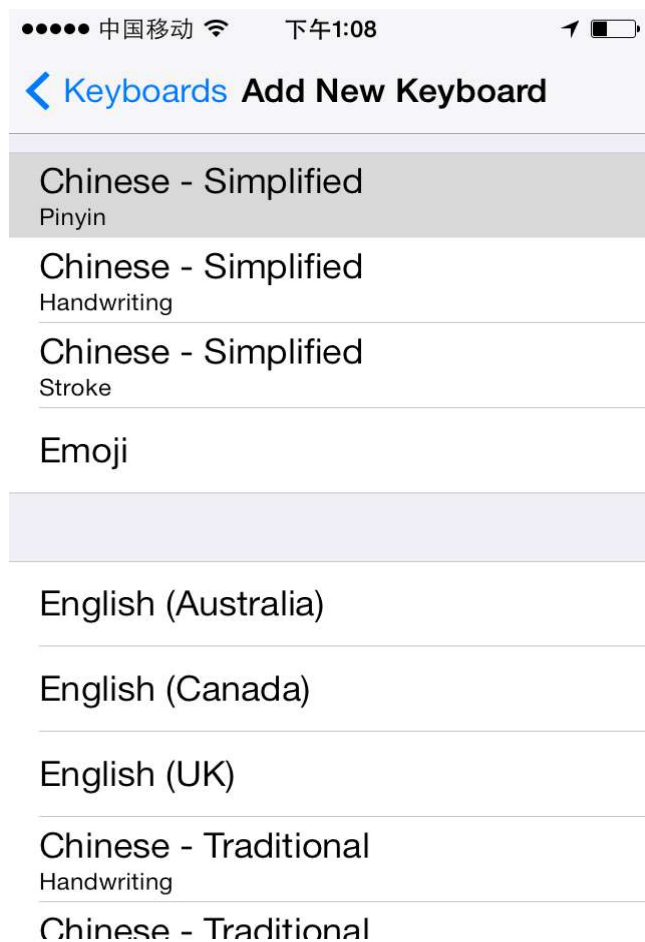 中国移动 下午1:08
Keyboards Add New Keyboard
Chinese - Simplified
Pinyin
Chinese - Simplified
Handwriting
Chinese - Simplified
Stroke
Emoji
English (Australia)
English (Canada)
English (UK)
Chinese - Traditional
Handwriting
Chinese - Traditional